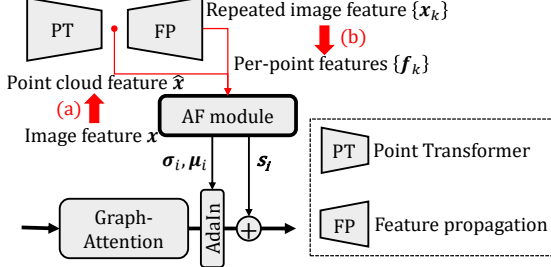 PT
FP
Repeated image feature {𝒙ₖ}
(b)
Per-point features {𝒇ₖ}
Point cloud feature 𝒙̂
(a)
Image feature 𝒙
AF module
𝝈ᵢ, 𝝁ᵢ
𝒔ᵢ
Graph-
Attention
AdaIn
+
PT
Point Transformer
FP
Feature propagation